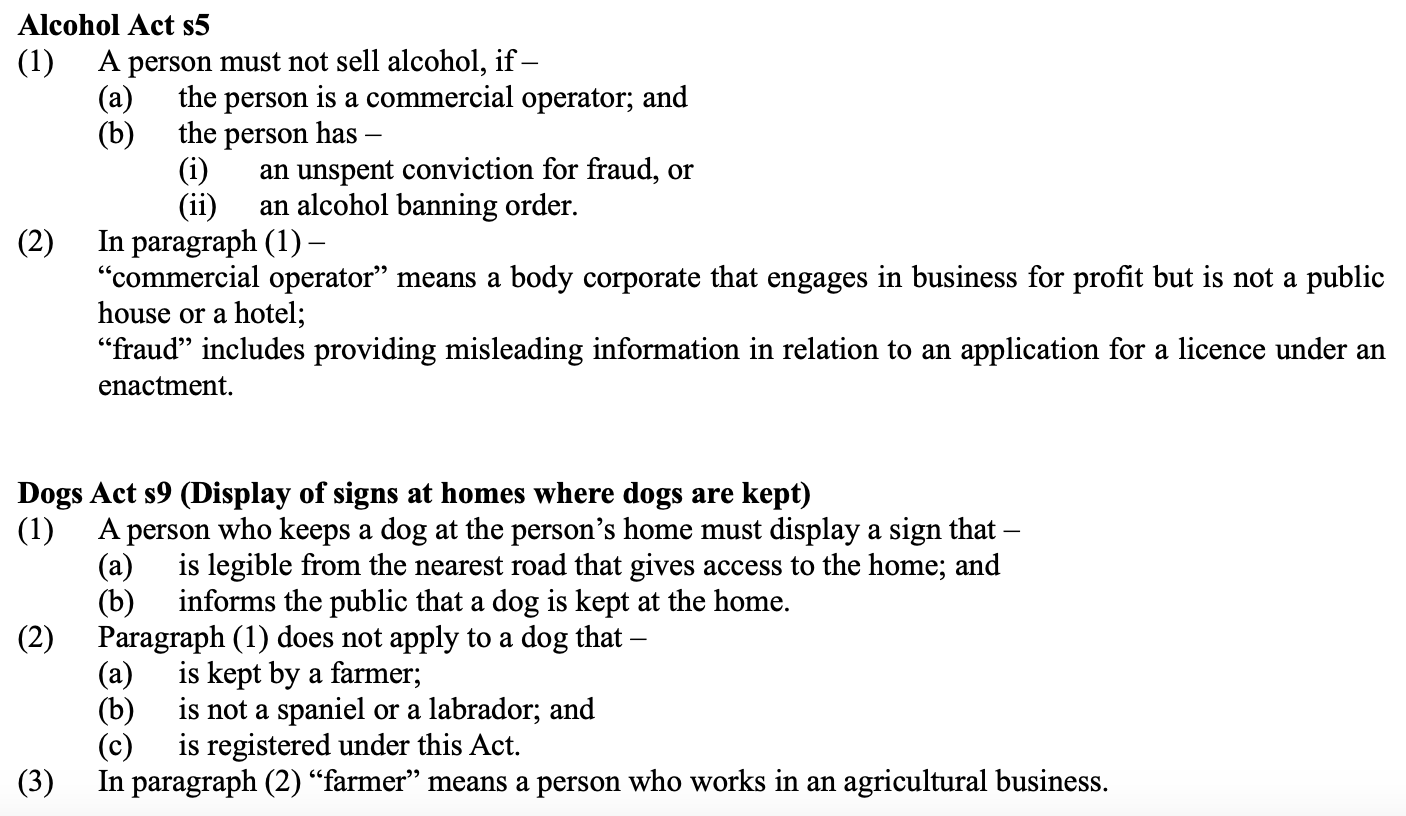 Alcohol Act s5
(1) A person must not sell alcohol, if –
(a) the person is a commercial operator; and
(b) the person has –
(i) an unspent conviction for fraud, or
(ii) an alcohol banning order.
(2) In paragraph (1) –
“commercial operator” means a body corporate that engages in business for profit but is not a public
house or a hotel;
“fraud” includes providing misleading information in relation to an application for a licence under an
enactment.
Dogs Act s9 (Display of signs at homes where dogs are kept)
(1) A person who keeps a dog at the person’s home must display a sign that –
(a) is legible from the nearest road that gives access to the home; and
(b) informs the public that a dog is kept at the home.
(2) Paragraph (1) does not apply to a dog that –
(a) is kept by a farmer;
(b) is not a spaniel or a labrador; and
(c) is registered under this Act.
(3) In paragraph (2) “farmer” means a person who works in an agricultural business.